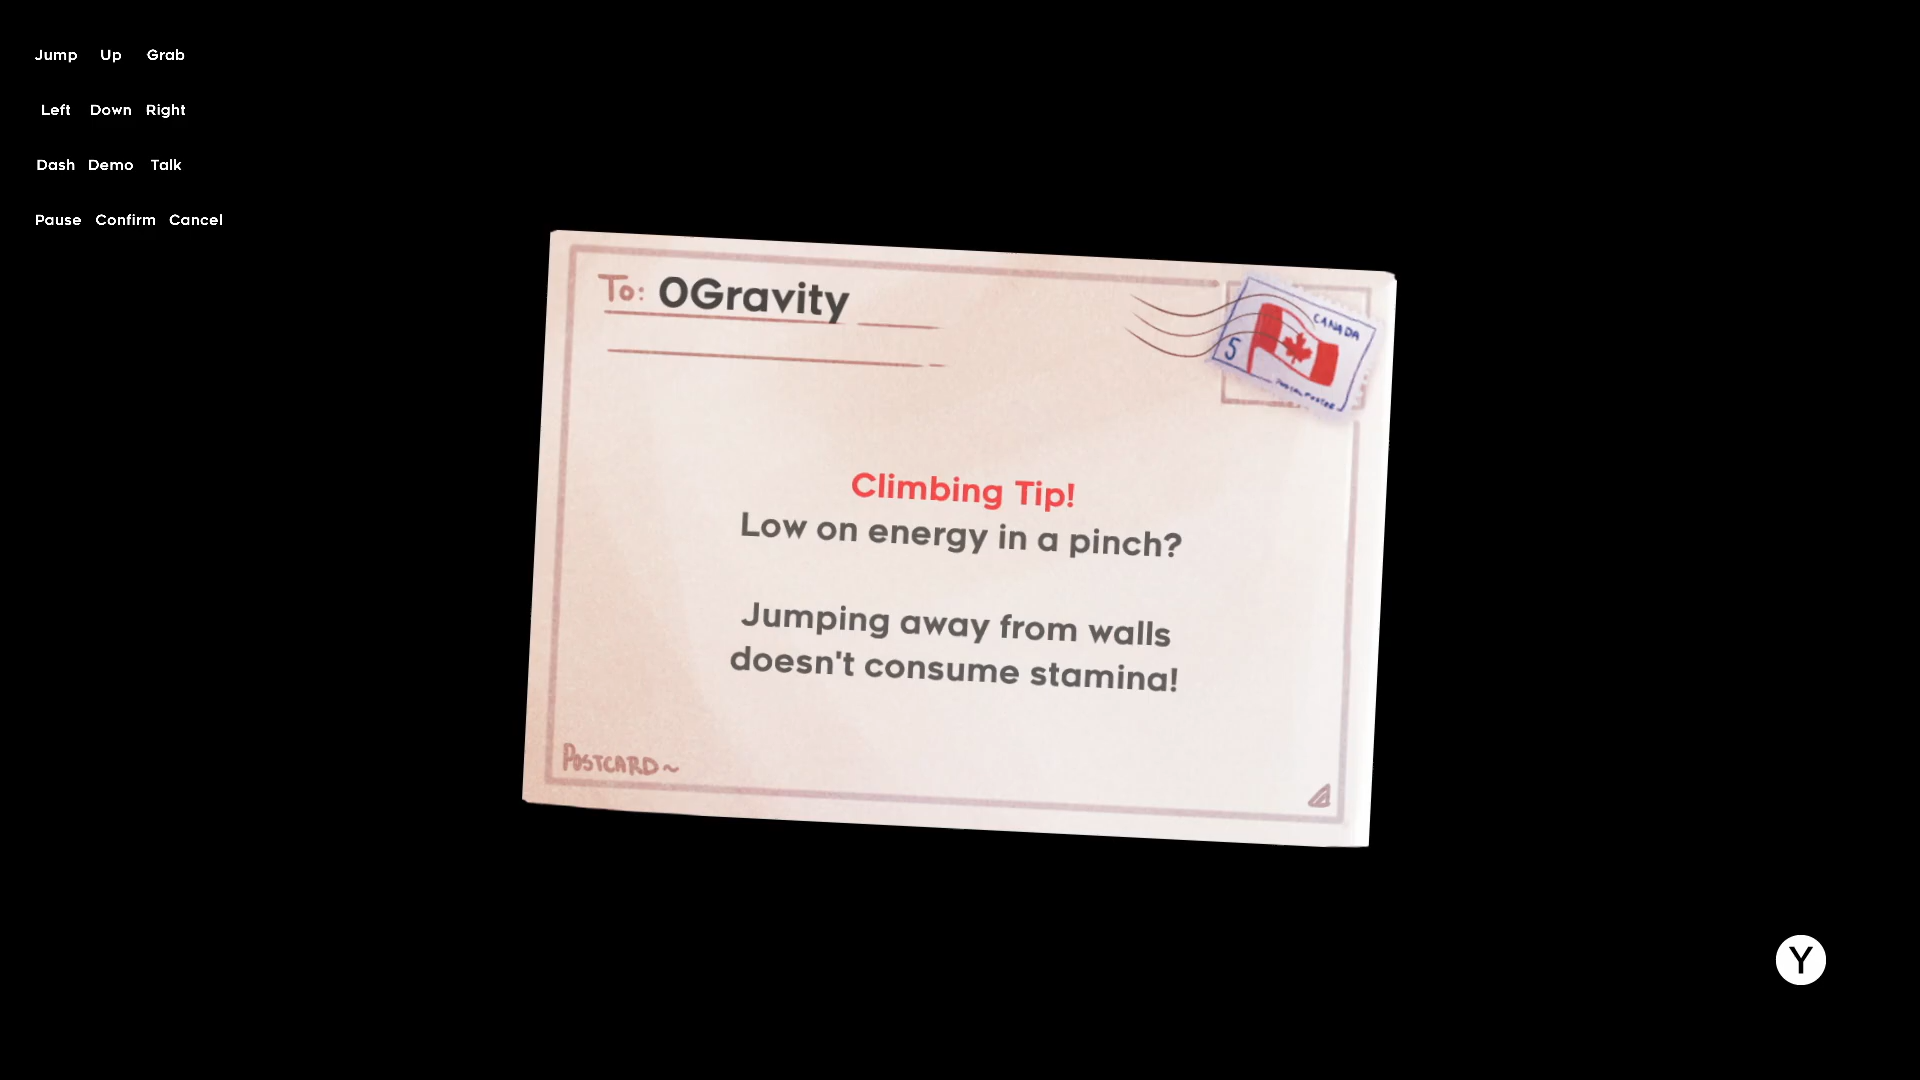 Jump Up Grab
Left Down Right
Dash Demo Talk
Pause Confirm Cancel
To: 0Gravity
CANADA
5
Climbing Tip!
Low on energy in a pinch?
Jumping away from walls
doesn't consume stamina!
POSTCARD~
Y